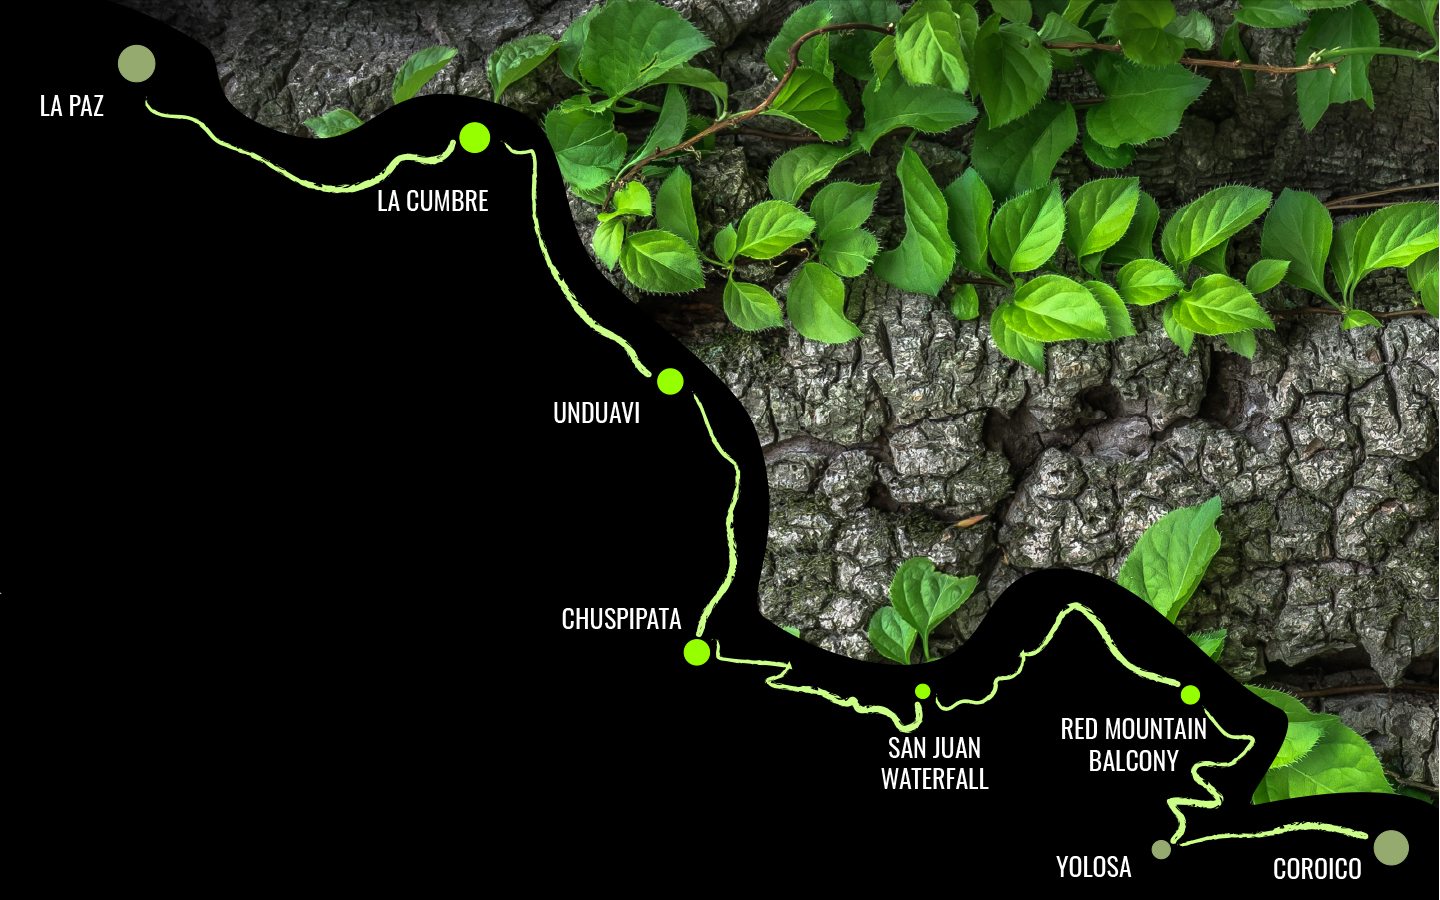 LA PAZ
LA CUMBRE
UNDUAVI
CHUSPIPATA
SAN JUAN
WATERFALL
RED MOUNTAIN
BALCONY
YOLOSA
COROICO